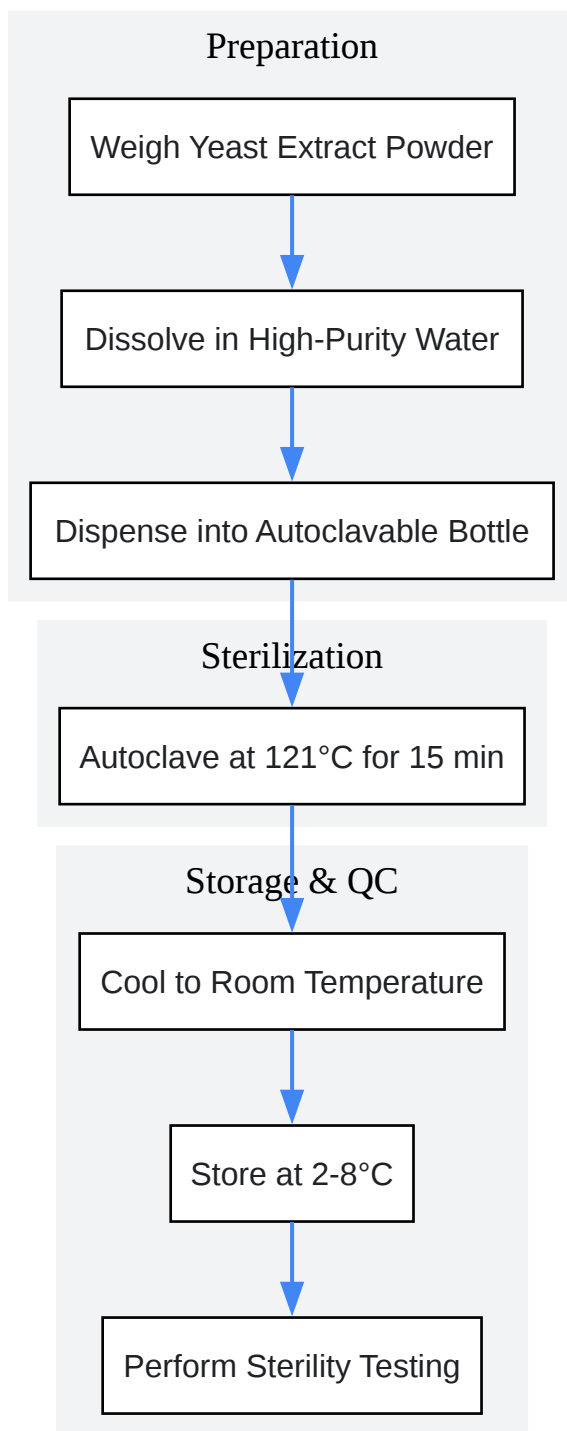 Preparation
Weigh Yeast Extract Powder
Dissolve in High-Purity Water
Dispense into Autoclavable Bottle
Sterilization
Autoclave at 121°C for 15 min
Storage & QC
Cool to Room Temperature
Store at 2-8°C
Perform Sterility Testing